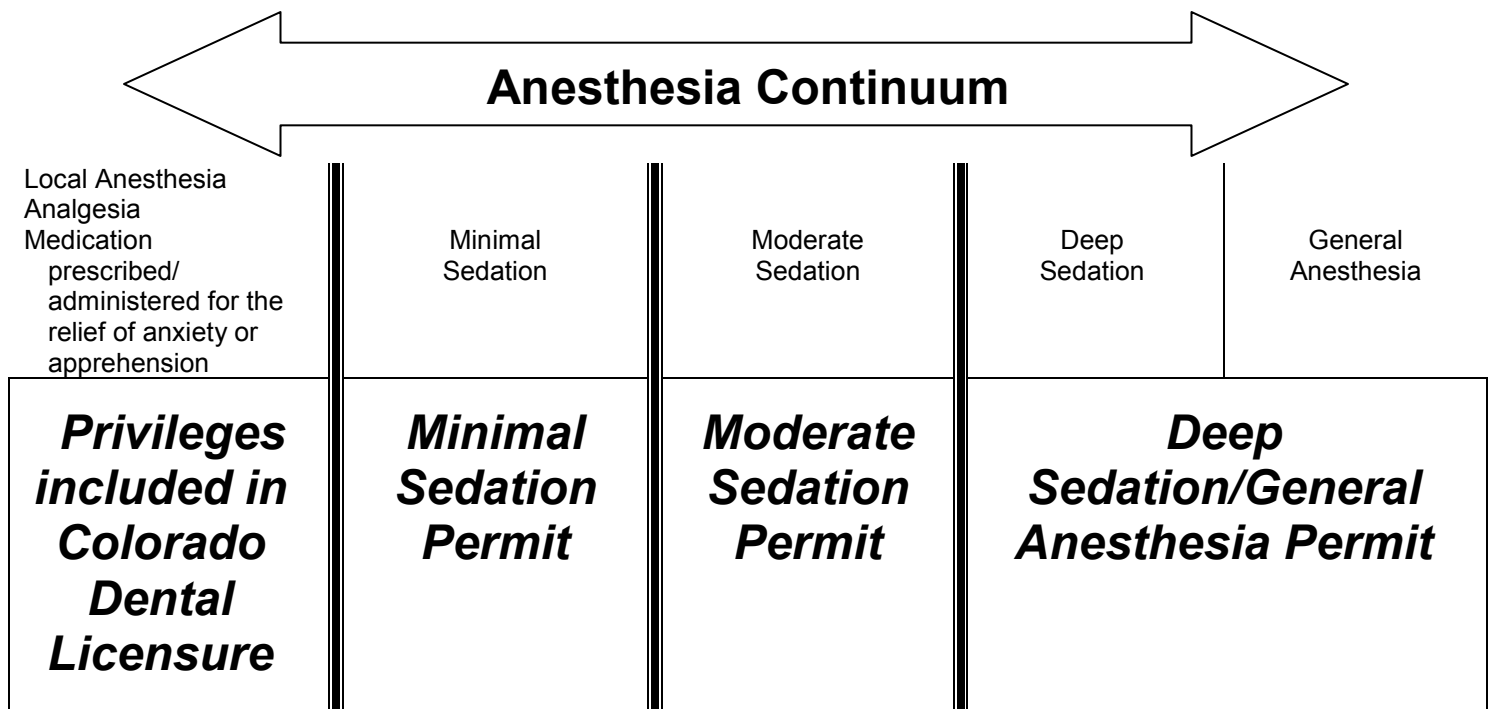 Anesthesia Continuum
Local Anesthesia
Analgesia
Medication
prescribed/
administered for the
relief of anxiety or
apprehension
Minimal
Sedation
Moderate
Sedation
Deep
Sedation
General
Anesthesia
Privileges
included in
Colorado
Dental
Licensure
Minimal
Sedation
Permit
Moderate
Sedation
Permit
Deep
Sedation/General
Anesthesia Permit